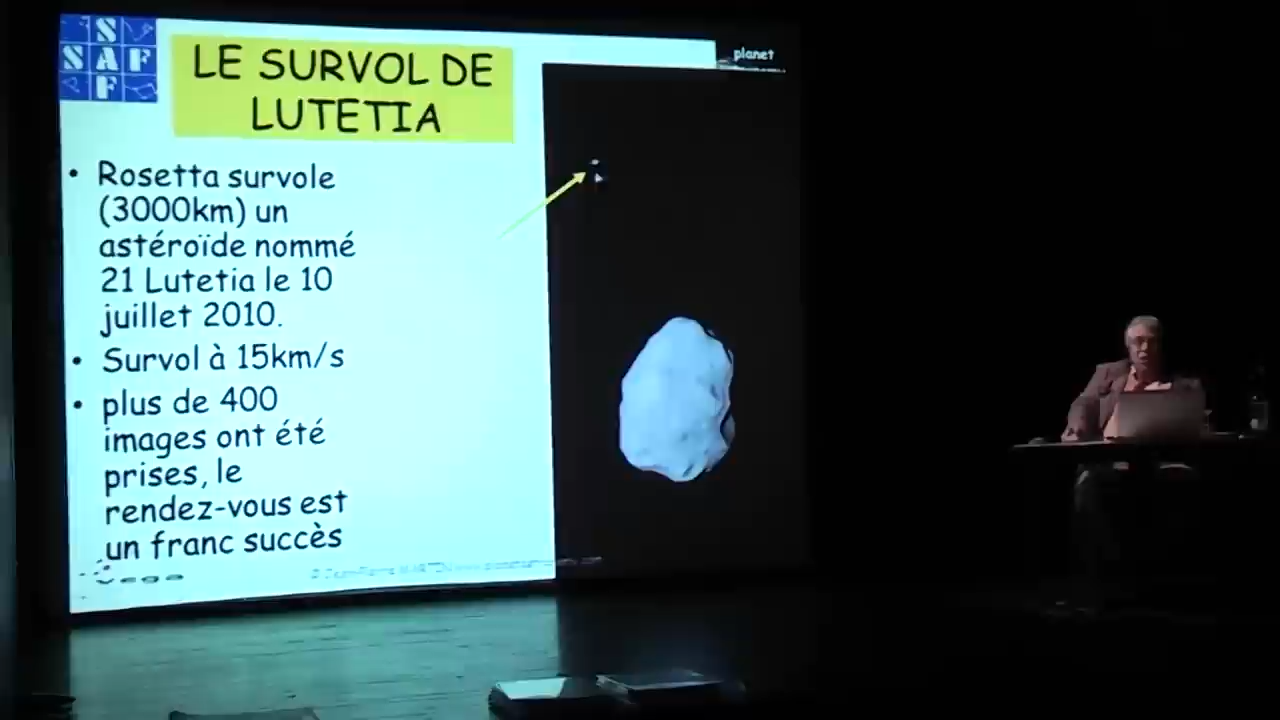 S
SAF
F
LE SURVOL DE
LUTETIA
planet
• Rosetta survole
(3000km) un
astéroïde nommé
21 Lutetia le 10
juillet 2010.
• Survol à 15km/s
• plus de 400
images ont été
prises, le
rendez-vous est
un franc succès
vega